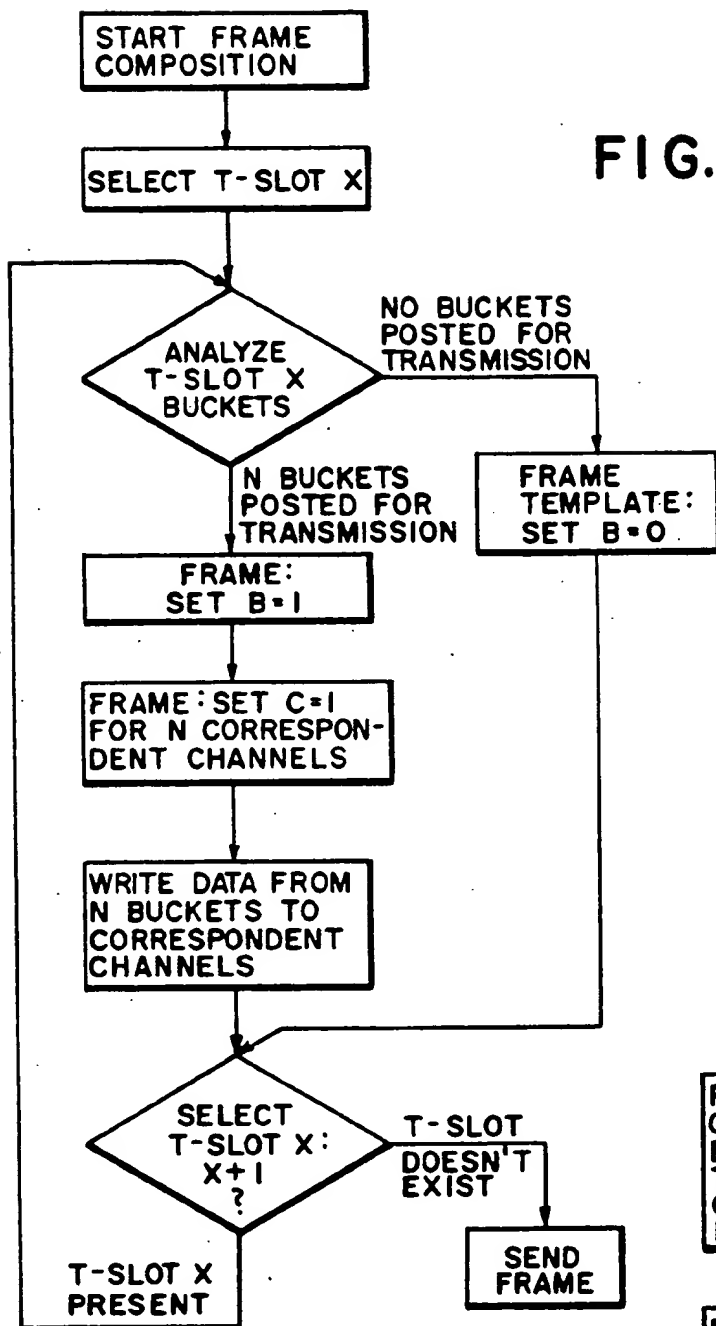 START FRAME
COMPOSITION
FIG.
SELECT T-SLOT X
ANALYZE
T-SLOT X
BUCKETS
NO BUCKETS
POSTED FOR
TRANSMISSION
N BUCKETS
POSTED FOR
TRANSMISSION
FRAME
TEMPLATE:
SET B=0
FRAME:
SET B=1
FRAME: SET C=1
FOR N CORRESPON-
DENT CHANNELS
WRITE DATA FROM
N BUCKETS TO
CORRESPONDENT
CHANNELS
SELECT
T-SLOT X:
X+1
?
T-SLOT
DOESN'T
EXIST
SEND
FRAME
T-SLOT X
PRESENT